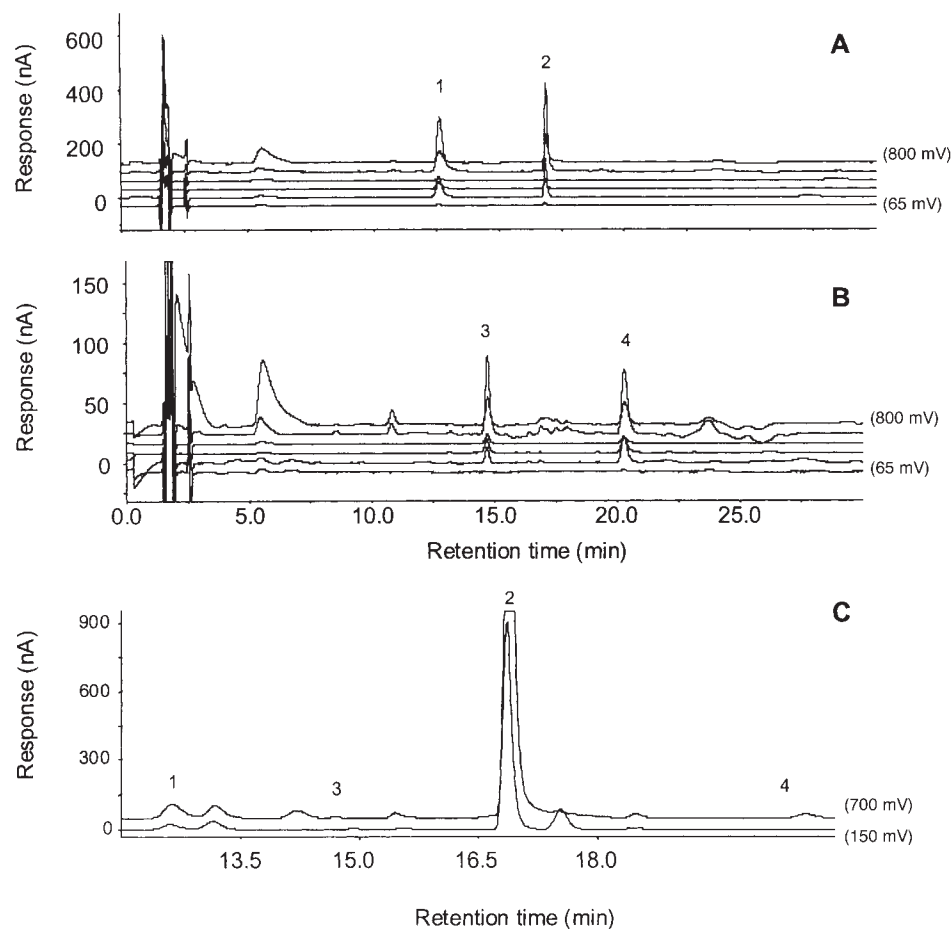 A
Response (nA)
600
400
200
0
1
2
(800 mV)
(65 mV)
B
Response (nA)
150
100
50
0
3
4
(800 mV)
(65 mV)
0.0 5.0 10.0 15.0 20.0 25.0
Retention time (min)
C
Response (nA)
900
600
300
0
1
3
2
4
(700 mV)
(150 mV)
13.5 15.0 16.5 18.0
Retention time (min)